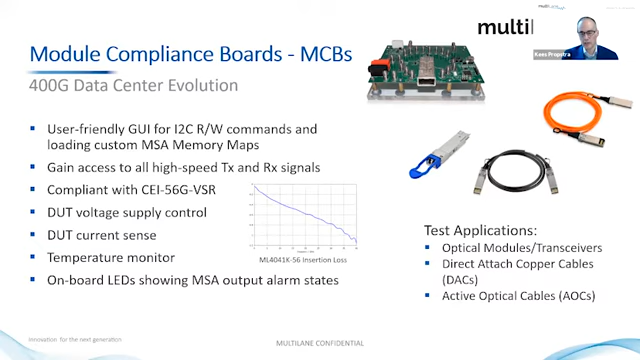 multil
Kees Propstra
Module Compliance Boards - MCBs
400G Data Center Evolution
User-friendly GUI for I2C R/W commands and
loading custom MSA Memory Maps
Gain access to all high-speed Tx and Rx signals
Compliant with CEI-56G-VSR
DUT voltage supply control
DUT current sense
Temperature monitor
On-board LEDs showing MSA output alarm states
ML4041K-56 Insertion Loss
Test Applications:
Optical Modules/Transceivers
Direct Attach Copper Cables
(DACs)
Active Optical Cables (AOCs)
Innovation for the next generation
MULTILANE CONFIDENTIAL